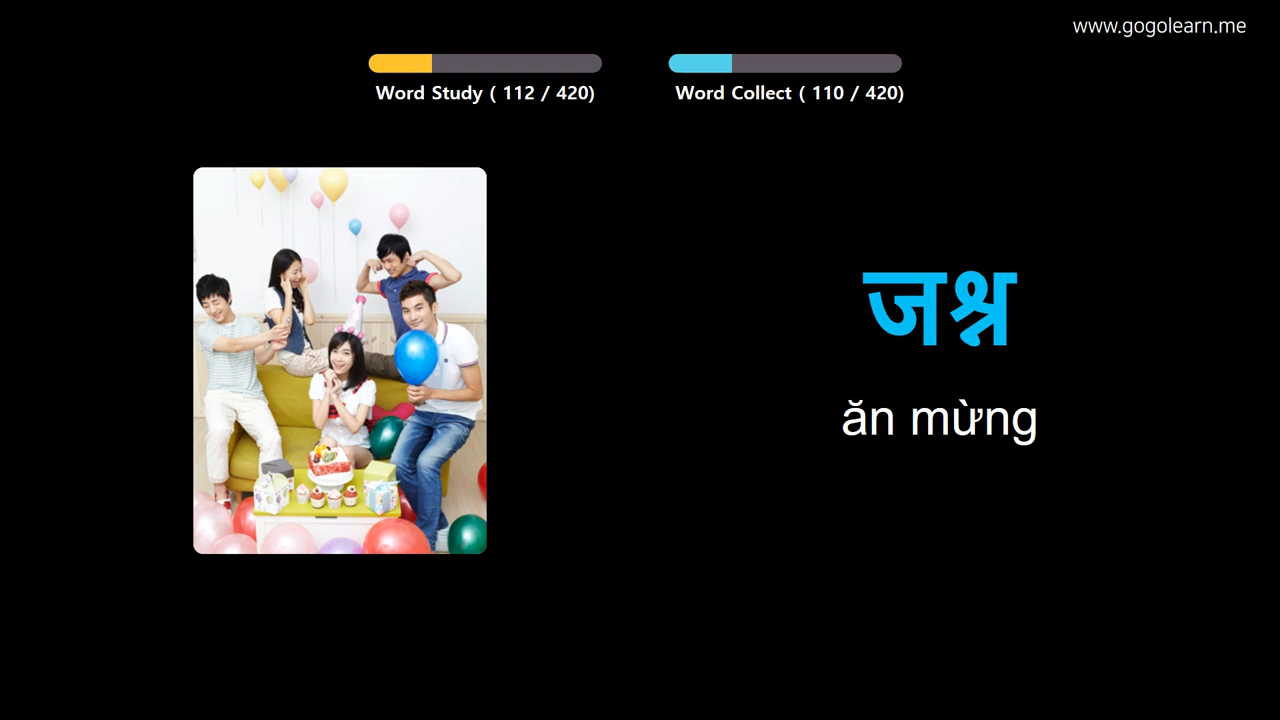 www.gogolearn.me
Word Study ( 112 / 420)
Word Collect ( 110 / 420)
जश्न
ăn mừng